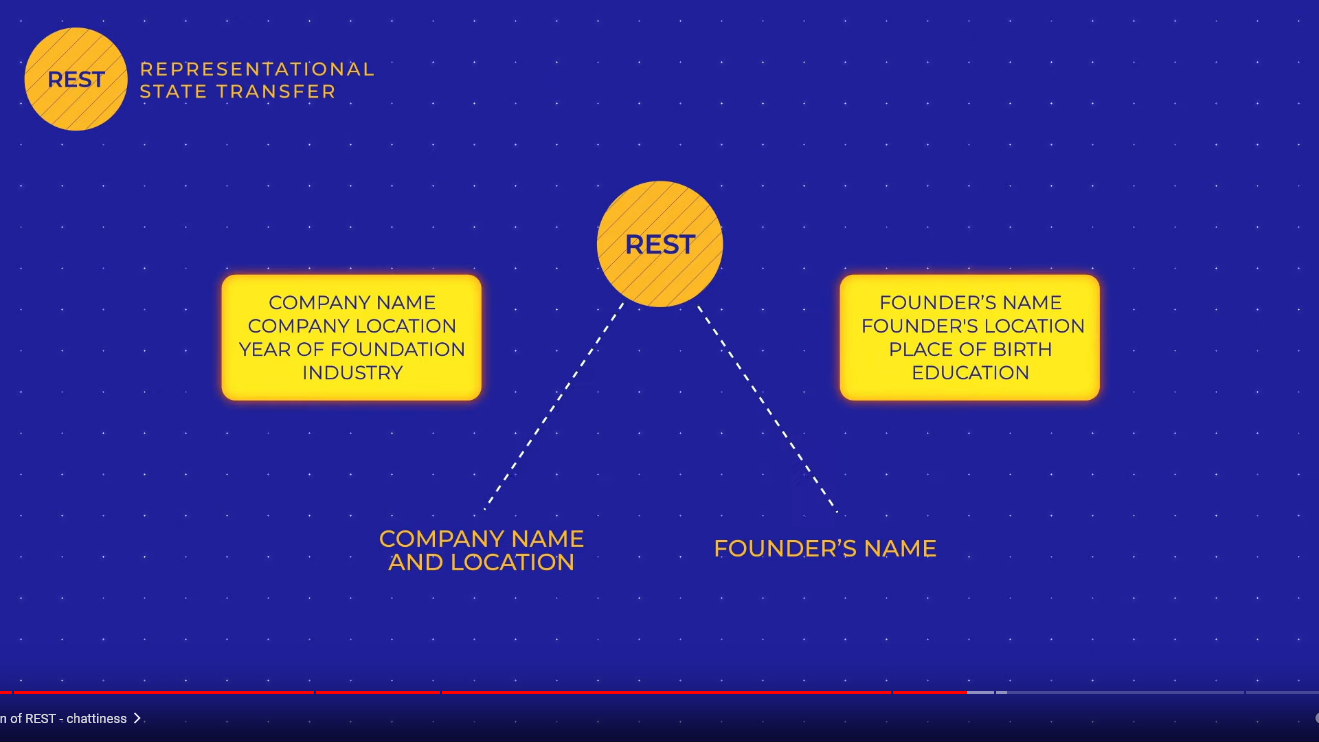 REST
REPRESENTATIONAL
STATE TRANSFER
REST
COMPANY NAME
COMPANY LOCATION
YEAR OF FOUNDATION
INDUSTRY
FOUNDER’S NAME
FOUNDER'S LOCATION
PLACE OF BIRTH
EDUCATION
COMPANY NAME
AND LOCATION
FOUNDER’S NAME
n of REST - chattiness